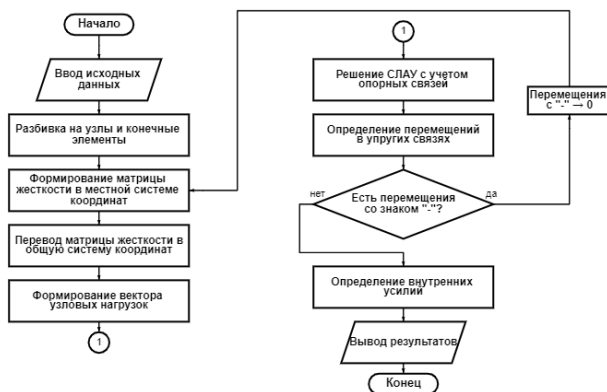 Начало
Ввод исходных
данных
Разбивка на узлы и конечные
элементы
Формирование матрицы
жесткости в местной системе
координат
Перевод матрицы жесткости в
общую систему координат
Формирование вектора
узловых нагрузок
1
1
Решение СЛАУ с учетом
опорных связей
Определение перемещений
в упругих связях
нет
Есть перемещения
со знаком "-"?
да
Перемещения
с "-" → 0
Определение внутренних
усилий
Вывод результатов
Конец